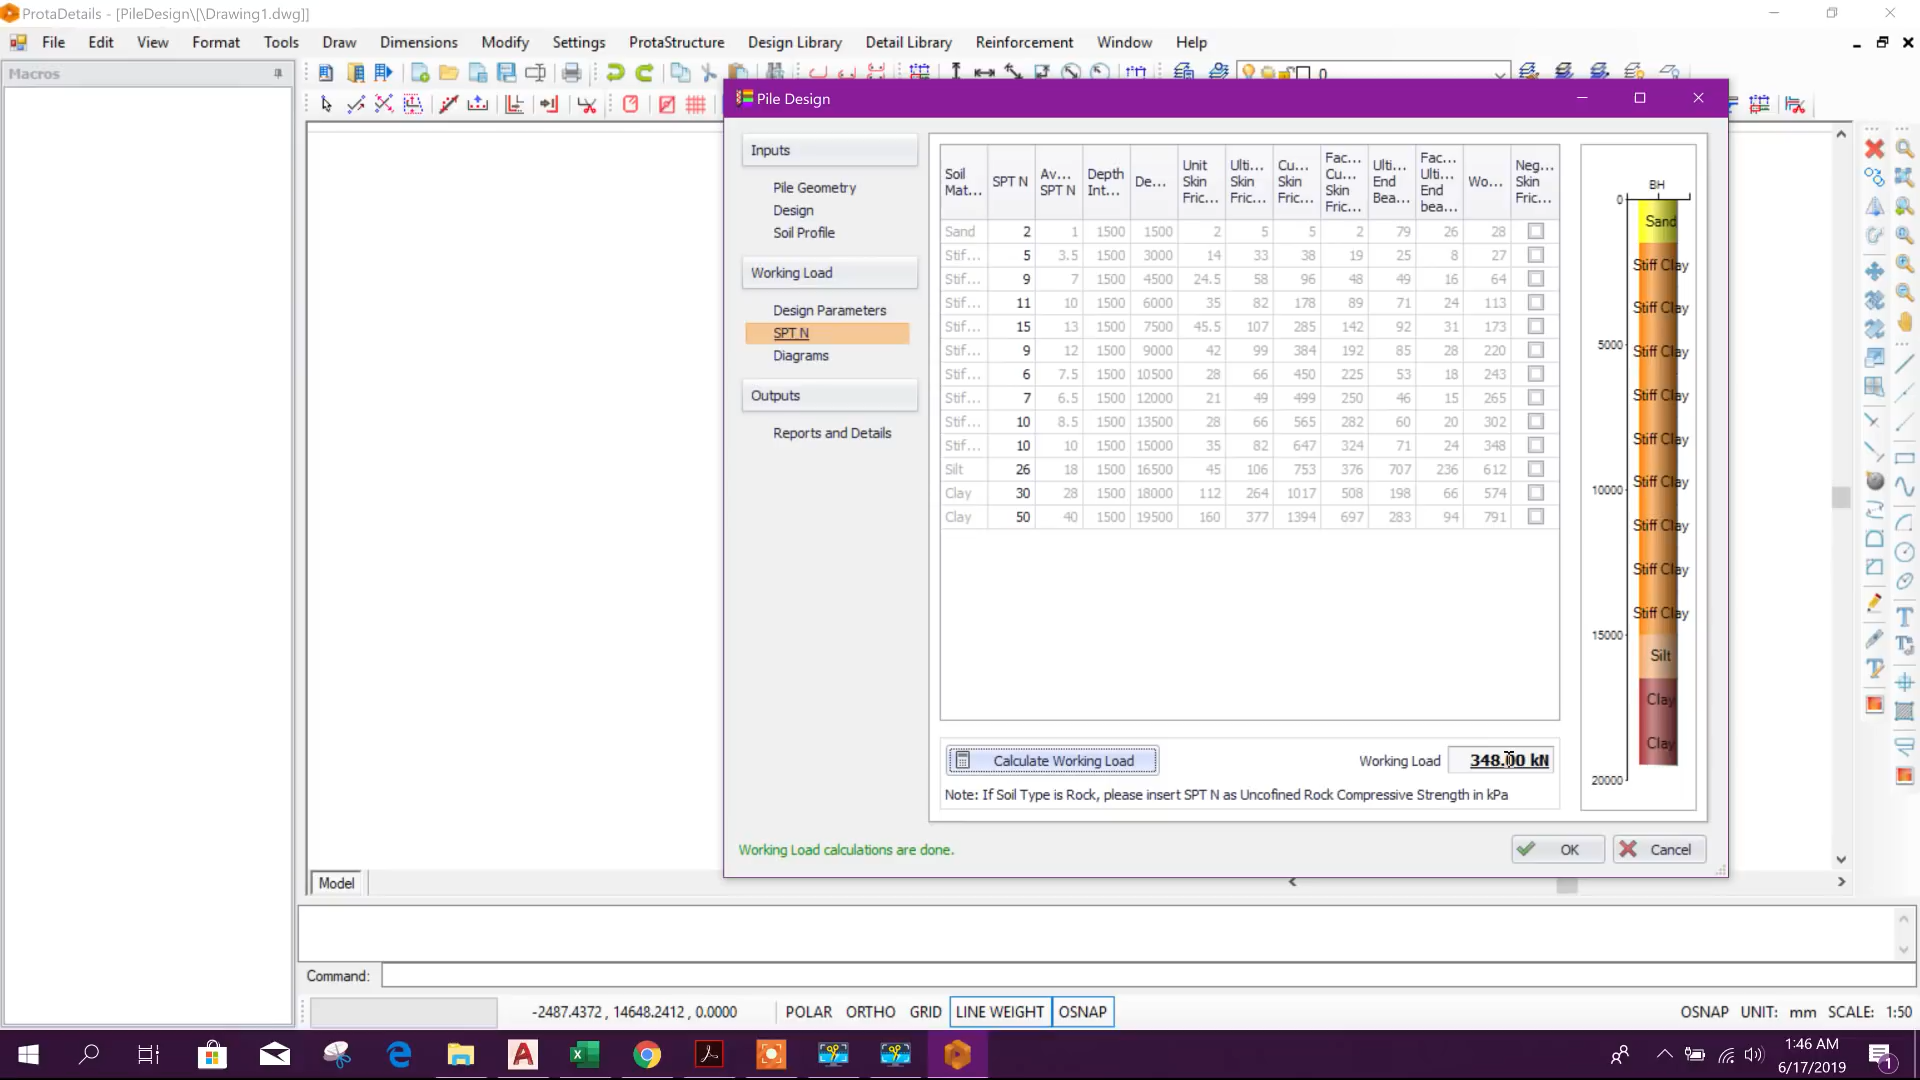 ProtaDetails - [PileDesign\[\Drawing1.dwg]]
File Edit View Format Tools Draw Dimensions Modify Settings ProtaStructure Design Library Detail Library Reinforcement Window Help
Macros
0
Pile Design
Inputs
Pile Geometry
Design
Soil Profile
Working Load
Design Parameters
SPT N
Diagrams
Outputs
Reports and Details
Soil Mat... SPT N Av... SPT N Depth Int... De... Unit Skin Fric... Ulti... Skin Fric... Cu... Skin Fric... Fac... Cu... Skin Fric... Ulti... End Bea... Fac... Ulti... End bea... Wo... Neg... Skin Fric...
Sand 2 1 1500 1500 2 5 5 2 79 26 28
Stif... 5 3.5 1500 3000 14 33 38 19 25 8 27
Stif... 9 7 1500 4500 24.5 58 96 48 49 16 64
Stif... 11 10 1500 6000 35 82 178 89 71 24 113
Stif... 15 13 1500 7500 45.5 107 285 142 92 31 173
Stif... 9 12 1500 9000 42 99 384 192 85 28 220
Stif... 6 7.5 1500 10500 28 66 450 225 53 18 243
Stif... 7 6.5 1500 12000 21 49 499 250 46 15 265
Stif... 10 8.5 1500 13500 28 66 565 282 60 20 302
Stif... 10 10 1500 15000 35 82 647 324 71 24 348
Silt 26 18 1500 16500 45 106 753 376 707 236 612
Clay 30 28 1500 18000 112 264 1017 508 198 66 574
Clay 50 40 1500 19500 160 377 1394 697 283 94 791
BH
0
Sand
Stiff Clay
Stiff Clay
5000
Stiff Clay
Stiff Clay
Stiff Clay
10000
Stiff Clay
Stiff Clay
Stiff Clay
Stiff Clay
15000
Silt
Clay
Clay
20000
Calculate Working Load
Working Load 348.00 kN
Note: If Soil Type is Rock, please insert SPT N as Uncofined Rock Compressive Strength in kPa
Working Load calculations are done.
OK Cancel
Model
Command:
-2487.4372 , 14648.2412 , 0.0000 POLAR ORTHO GRID LINE WEIGHT OSNAP OSNAP UNIT: mm SCALE: 1:50
1:46 AM
6/17/2019
1